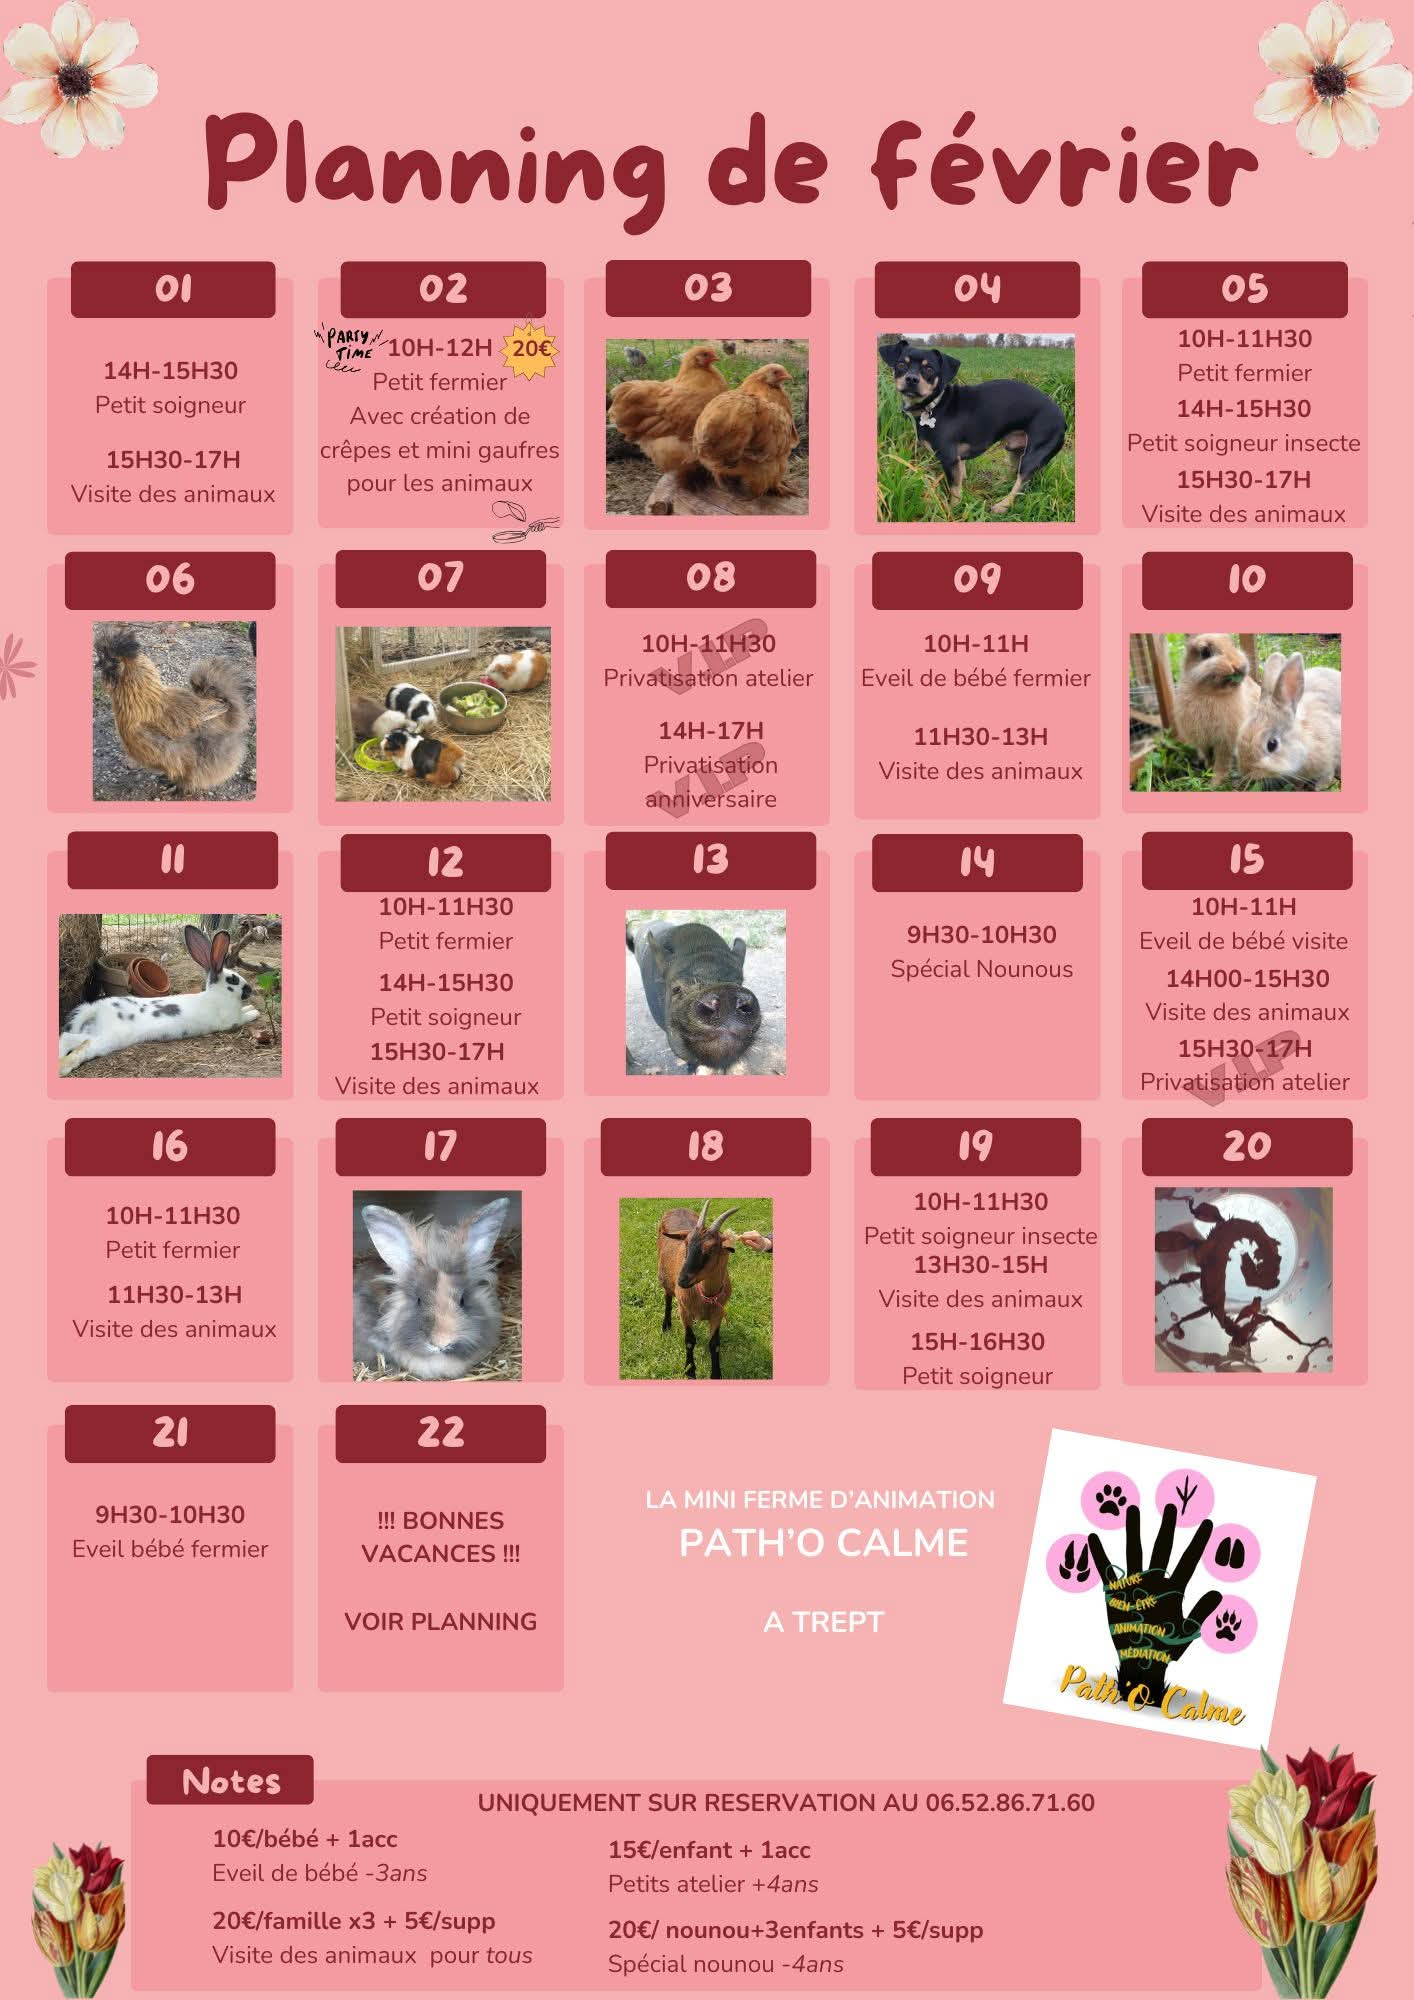 Planning de février
01
14H-15H30
Petit soigneur
15H30-17H
Visite des animaux
02
PARTY
TIME
10H-12H
20€
Petit fermier
Avec création de
crêpes et mini gaufres
pour les animaux
03
04
05
10H-11H30
Petit fermier
14H-15H30
Petit soigneur insecte
15H30-17H
Visite des animaux
06
07
08
10H-11H30
Privatisation atelier
V.I.P
14H-17H
Privatisation
anniversaire
V.I.P
09
10H-11H
Eveil de bébé fermier
11H30-13H
Visite des animaux
10
11
12
10H-11H30
Petit fermier
14H-15H30
Petit soigneur
15H30-17H
Visite des animaux
13
14
9H30-10H30
Spécial Nounous
15
10H-11H
Eveil de bébé visite
14H00-15H30
Visite des animaux
15H30-17H
Privatisation atelier
V.I.P
16
10H-11H30
Petit fermier
11H30-13H
Visite des animaux
17
18
19
10H-11H30
Petit soigneur insecte
13H30-15H
Visite des animaux
15H-16H30
Petit soigneur
20
21
9H30-10H30
Eveil bébé fermier
22
!!! BONNES
VACANCES !!!
VOIR PLANNING
LA MINI FERME D'ANIMATION
PATH'O CALME
A TREPT
NATURE
BIEN-ÊTRE
ANIMATION
MÉDIATION
Path'O Calme
Notes
UNIQUEMENT SUR RESERVATION AU 06.52.86.71.60
10€/bébé + 1acc
Eveil de bébé -3ans
20€/famille x3 + 5€/supp
Visite des animaux pour tous
15€/enfant + 1acc
Petits atelier +4ans
20€/ nounou+3enfants + 5€/supp
Spécial nounou -4ans